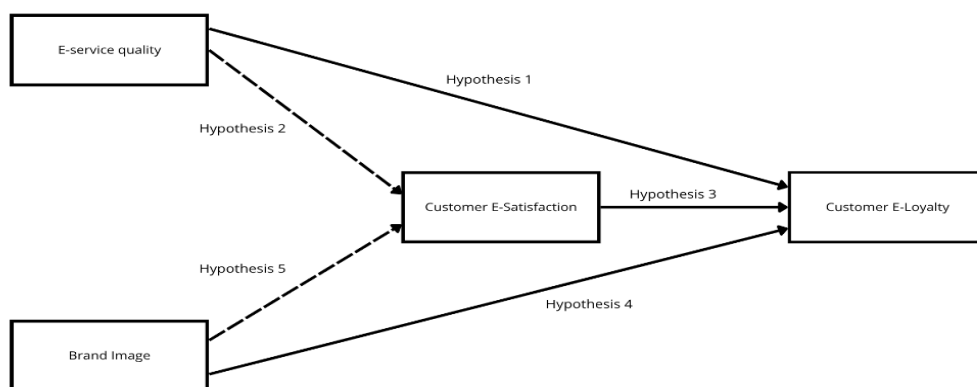 E-service quality
Hypothesis 1
Hypothesis 2
Customer E-Satisfaction
Hypothesis 3
Customer E-Loyalty
Hypothesis 5
Hypothesis 4
Brand Image